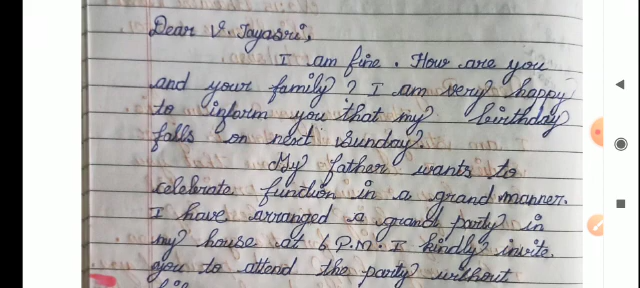 Dear V. Jayasri,
I am fine. How are you
and your family? I am very happy
to inform you that my birthday
falls on next Sunday.
My father wants to
celebrate function in a grand manner.
I have arranged a grand party in
my house at 6 P.M. I kindly invite
you to attend the party without